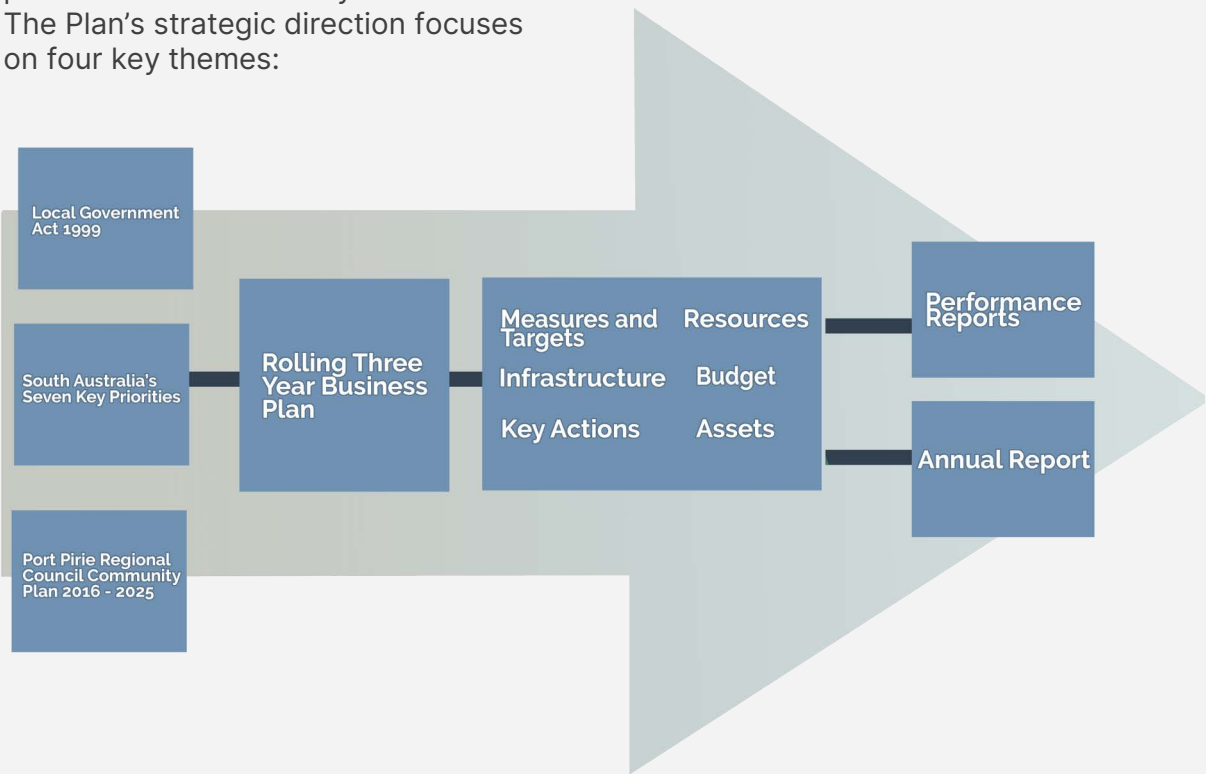 The Plan’s strategic direction focuses
on four key themes:
Local Government
Act 1999
South Australia's
Seven Key Priorities
Port Pirie Regional
Council Community
Plan 2016 - 2025
Rolling Three
Year Business
Plan
Measures and
Targets
Resources
Infrastructure
Budget
Key Actions
Assets
Performance
Reports
Annual Report